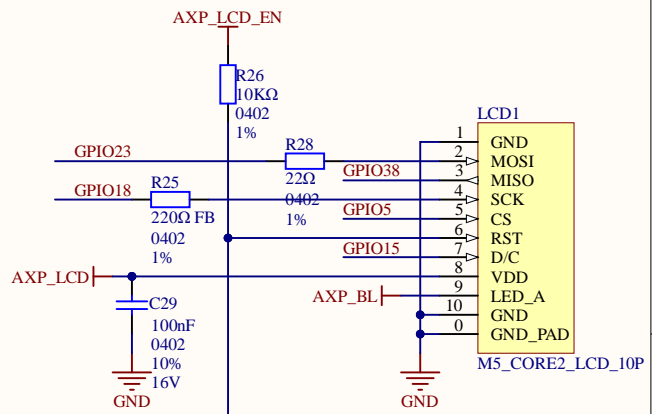 AXP_LCD_EN
R26
10KΩ
0402
1%
LCD1
GPIO23
R28
22Ω
0402
1%
GPIO38
GPIO18
R25
220Ω FB
0402
1%
GPIO5
GPIO15
1 GND
2 MOSI
3 MISO
4 SCK
5 CS
6 RST
7 D/C
8 VDD
9 LED_A
10 GND
0 GND_PAD
M5_CORE2_LCD_10P
AXP_LCD
AXP_BL
C29
100nF
0402
10%
16V
GND
GND